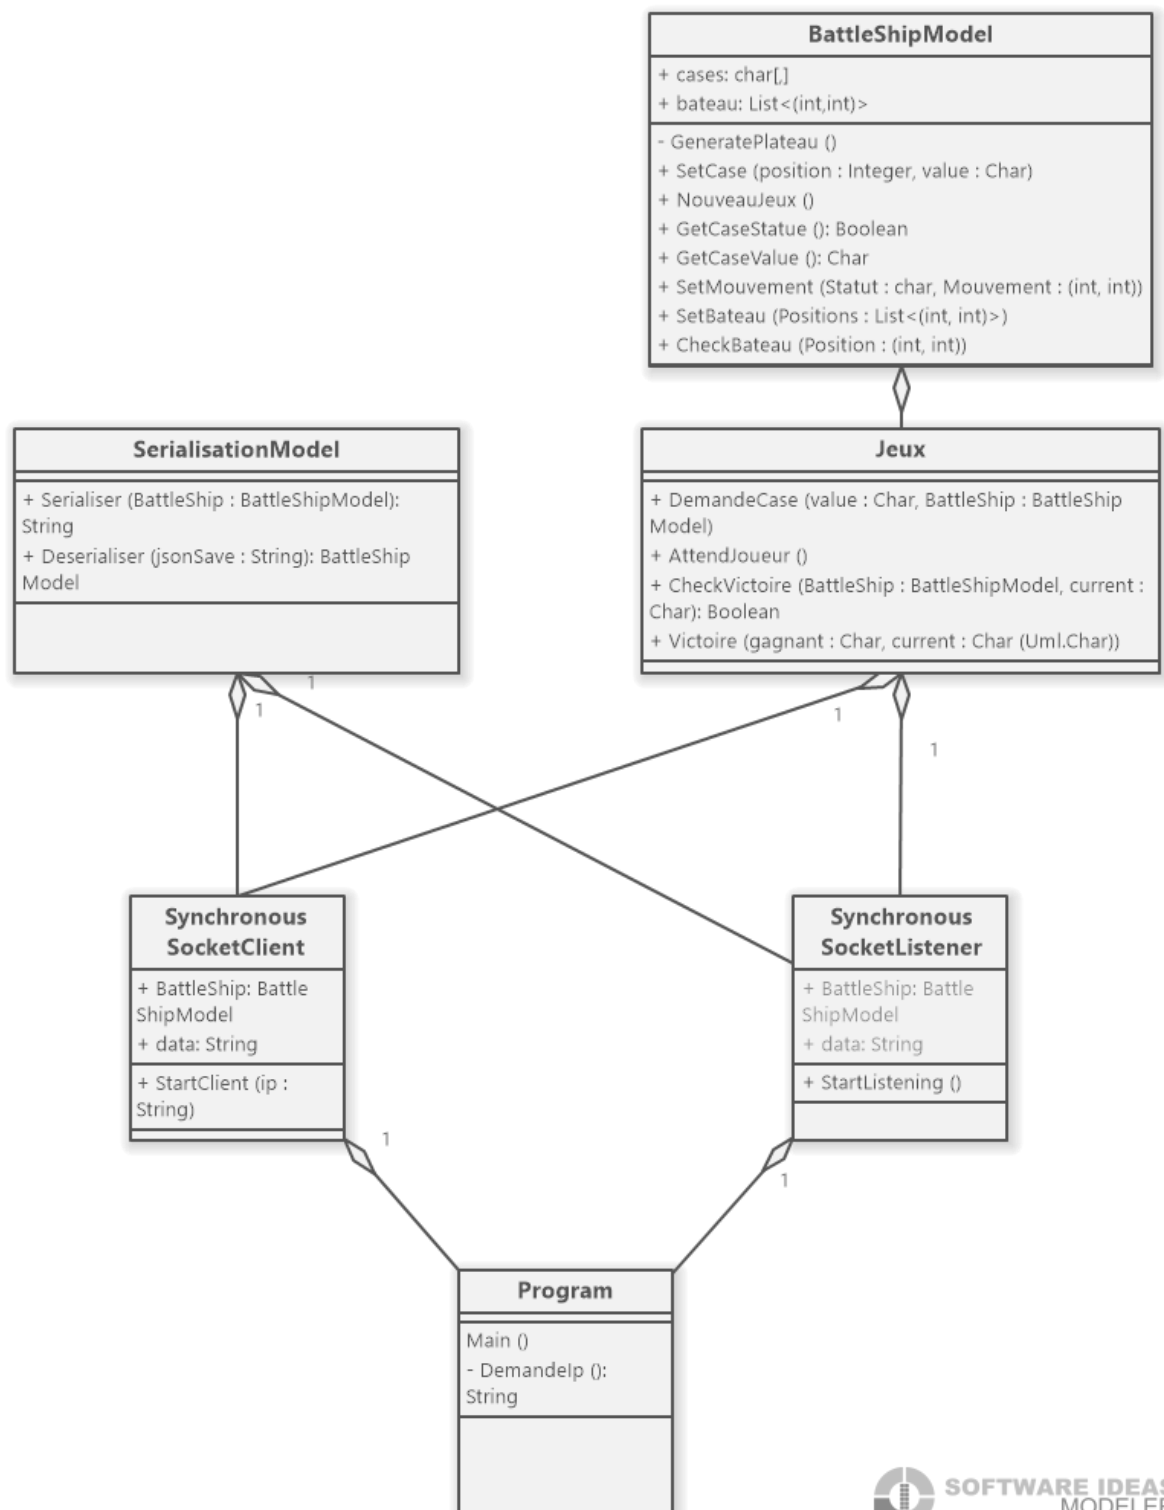 BattleShipModel
+ cases: char[,]
+ bateau: List<(int,int)>
- GeneratePlateau ()
+ SetCase (position : Integer, value : Char)
+ NouveauJeux ()
+ GetCaseStatue (): Boolean
+ GetCaseValue (): Char
+ SetMouvement (Statut : char, Mouvement : (int, int))
+ SetBateau (Positions : List<(int, int)>)
+ CheckBateau (Position : (int, int))
SerialisationModel
+ Serialiser (BattleShip : BattleShipModel):
String
+ Deserialiser (jsonSave : String): BattleShip
Model
Jeux
+ DemandeCase (value : Char, BattleShip : BattleShip
Model)
+ AttendJoueur ()
+ CheckVictoire (BattleShip : BattleShipModel, current :
Char): Boolean
+ Victoire (gagnant : Char, current : Char (Uml.Char))
1
1
1
1
Synchronous
SocketClient
+ BattleShip: Battle
ShipModel
+ data: String
+ StartClient (ip :
String)
Synchronous
SocketListener
+ BattleShip: Battle
ShipModel
+ data: String
+ StartListening ()
1
1
Program
Main ()
- DemandeIp ():
String
SOFTWARE IDEAS
MODELER